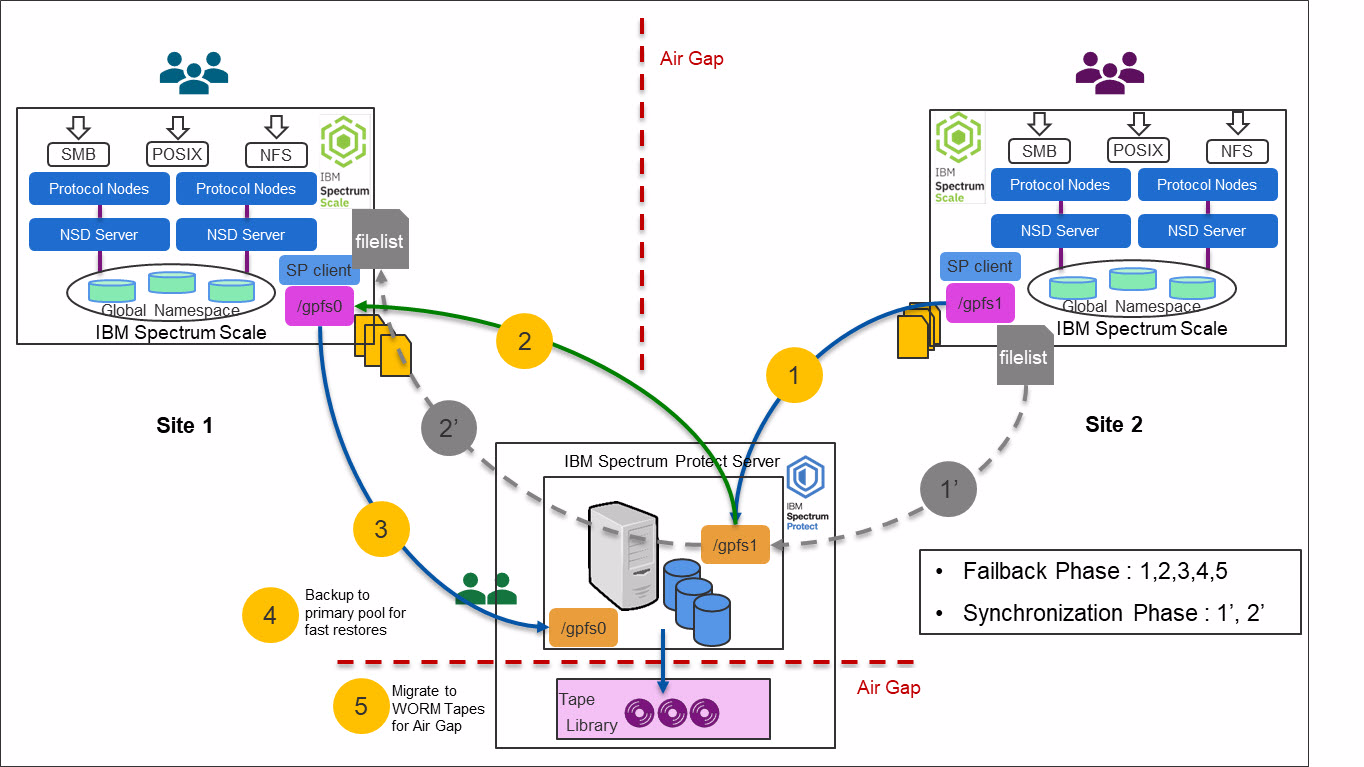 Air Gap
SMB
POSIX
NFS
IBM
Spectrum
Scale
Protocol Nodes
Protocol Nodes
NSD Server
NSD Server
filelist
SP client
/gpfs0
Global Namespace
IBM Spectrum Scale
Site 1
SMB
POSIX
NFS
IBM
Spectrum
Scale
Protocol Nodes
Protocol Nodes
NSD Server
NSD Server
SP client
/gpfs1
Global Namespace
IBM Spectrum Scale
filelist
Site 2
2
1
2’
1’
3
IBM Spectrum Protect Server
IBM
Spectrum
Protect
/gpfs1
/gpfs0
4
Backup to
primary pool for
fast restores
• Failback Phase : 1,2,3,4,5
• Synchronization Phase : 1’, 2’
Air Gap
5
Migrate to
WORM Tapes
for Air Gap
Tape
Library